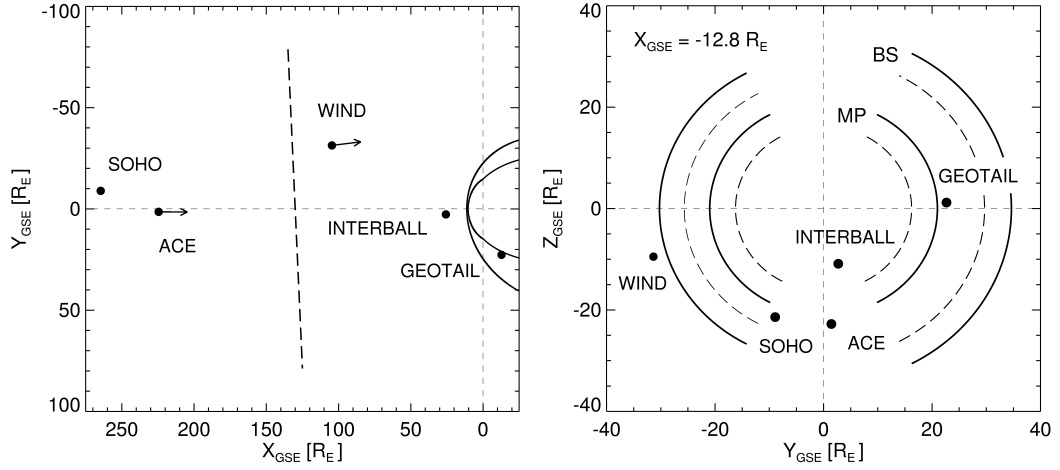 -100
-50
0
50
100
Y_GSE [R_E]
SOHO
ACE
WIND
INTERBALL
GEOTAIL
250 200 150 100 50 0
X_GSE [R_E]
40
20
0
-20
-40
Z_GSE [R_E]
X_GSE = -12.8 R_E
BS
MP
GEOTAIL
INTERBALL
WIND
SOHO
ACE
-40 -20 0 20 40
Y_GSE [R_E]